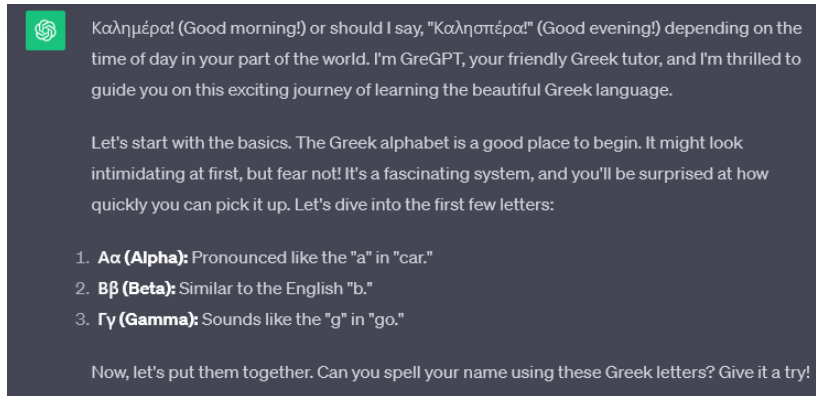 Καλημέρα! (Good morning!) or should I say, "Καλησπέρα!" (Good evening!) depending on the
time of day in your part of the world. I'm GreGPT, your friendly Greek tutor, and I'm thrilled to
guide you on this exciting journey of learning the beautiful Greek language.
Let's start with the basics. The Greek alphabet is a good place to begin. It might look
intimidating at first, but fear not! It's a fascinating system, and you'll be surprised at how
quickly you can pick it up. Let's dive into the first few letters:
1. Αα (Alpha): Pronounced like the "a" in "car."
2. Ββ (Beta): Similar to the English "b."
3. Γγ (Gamma): Sounds like the "g" in "go."
Now, let's put them together. Can you spell your name using these Greek letters? Give it a try!